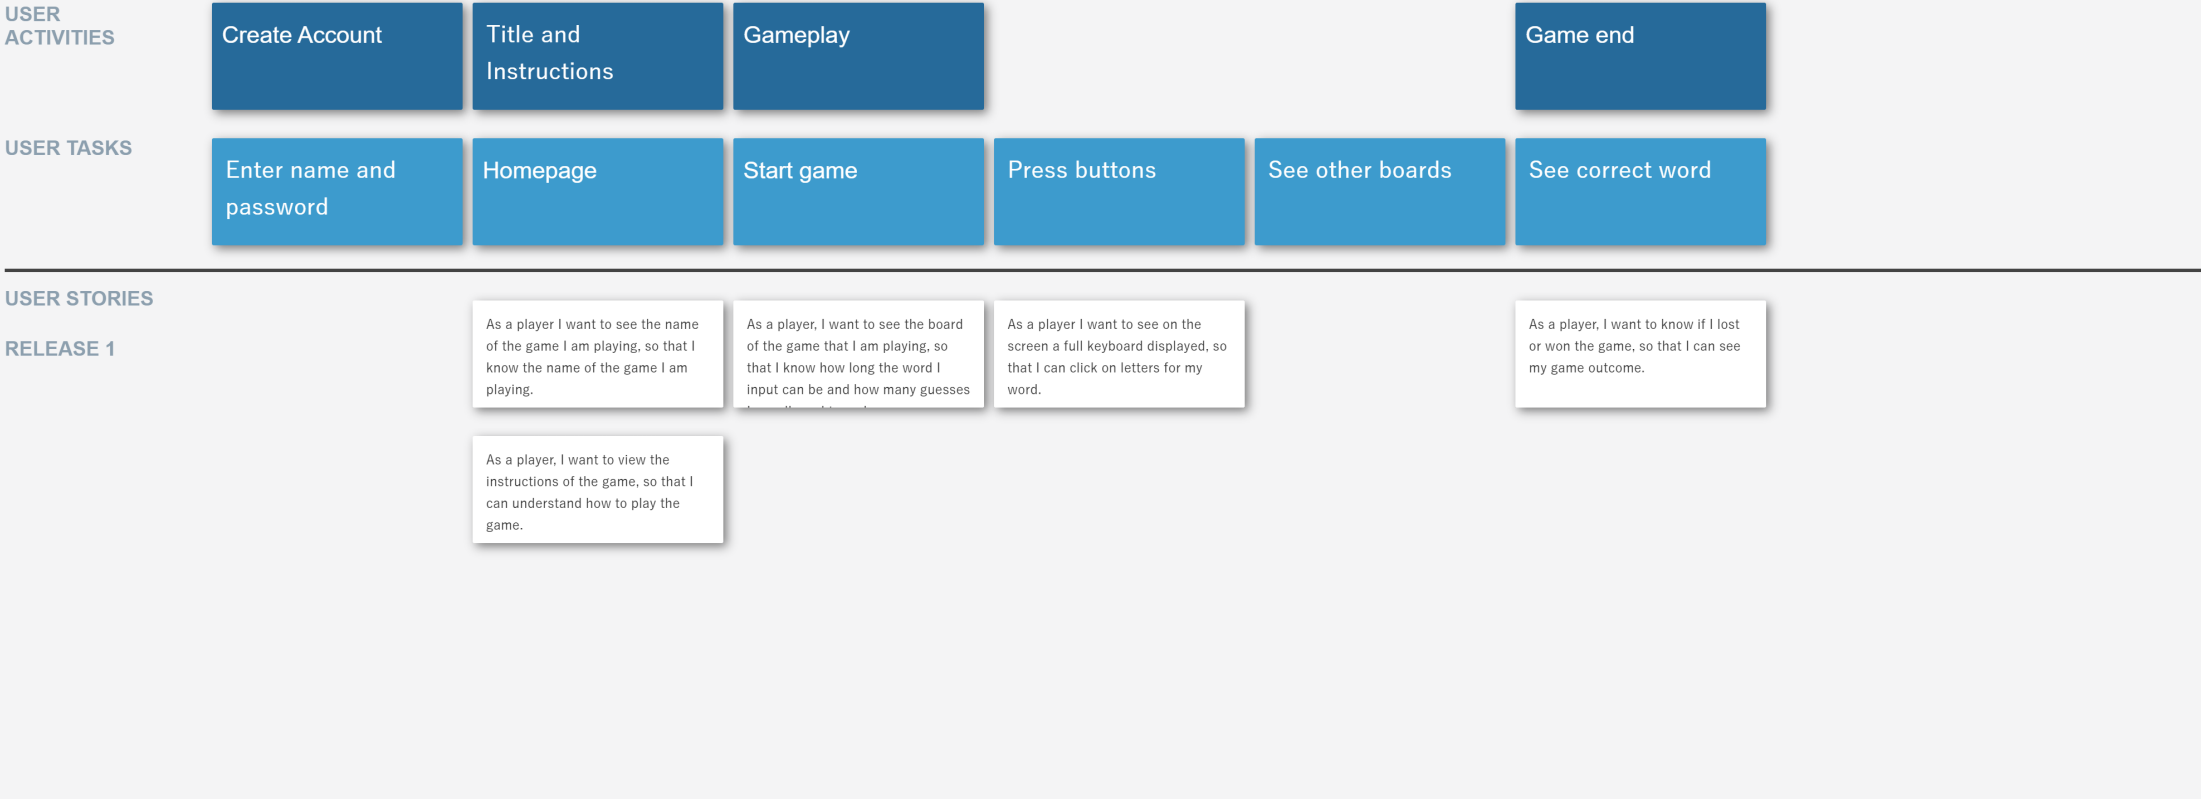 USER
ACTIVITIES
Create Account
Title and
Instructions
Gameplay
Game end
USER TASKS
Enter name and
password
Homepage
Start game
Press buttons
See other boards
See correct word
USER STORIES
RELEASE 1
As a player I want to see the name
of the game I am playing, so that I
know the name of the game I am
playing.
As a player, I want to see the board
of the game that I am playing, so
that I know how long the word I
input can be and how many guesses
As a player I want to see on the
screen a full keyboard displayed, so
that I can click on letters for my
word.
As a player, I want to know if I lost
or won the game, so that I can see
my game outcome.
As a player, I want to view the
instructions of the game, so that I
can understand how to play the
game.